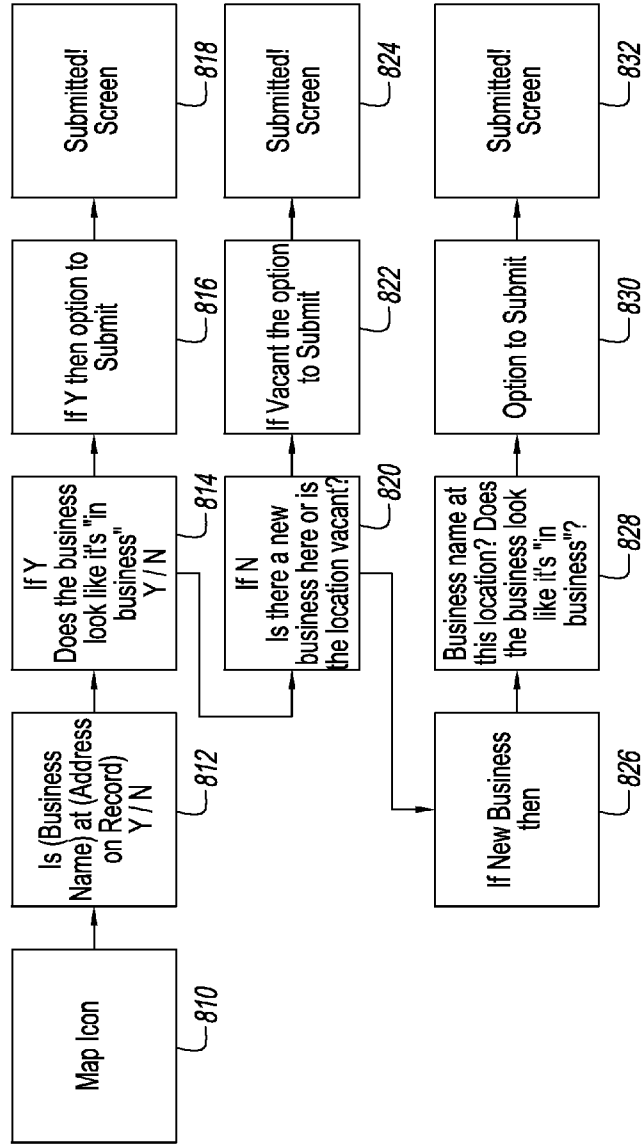 Map Icon
810
Is (Business
Name) at (Address
on Record)
Y / N
812
If Y
Does the business
look like it's "in
business"
Y / N
814
If Y then option to
Submit
816
Submitted!
Screen
818
If N
Is there a new
business here or is
the location vacant?
820
If Vacant the option
to Submit
822
Submitted!
Screen
824
If New Business
then
826
Business name at
this location? Does
the business look
like it's "in
business"?
828
Option to Submit
830
Submitted!
Screen
832